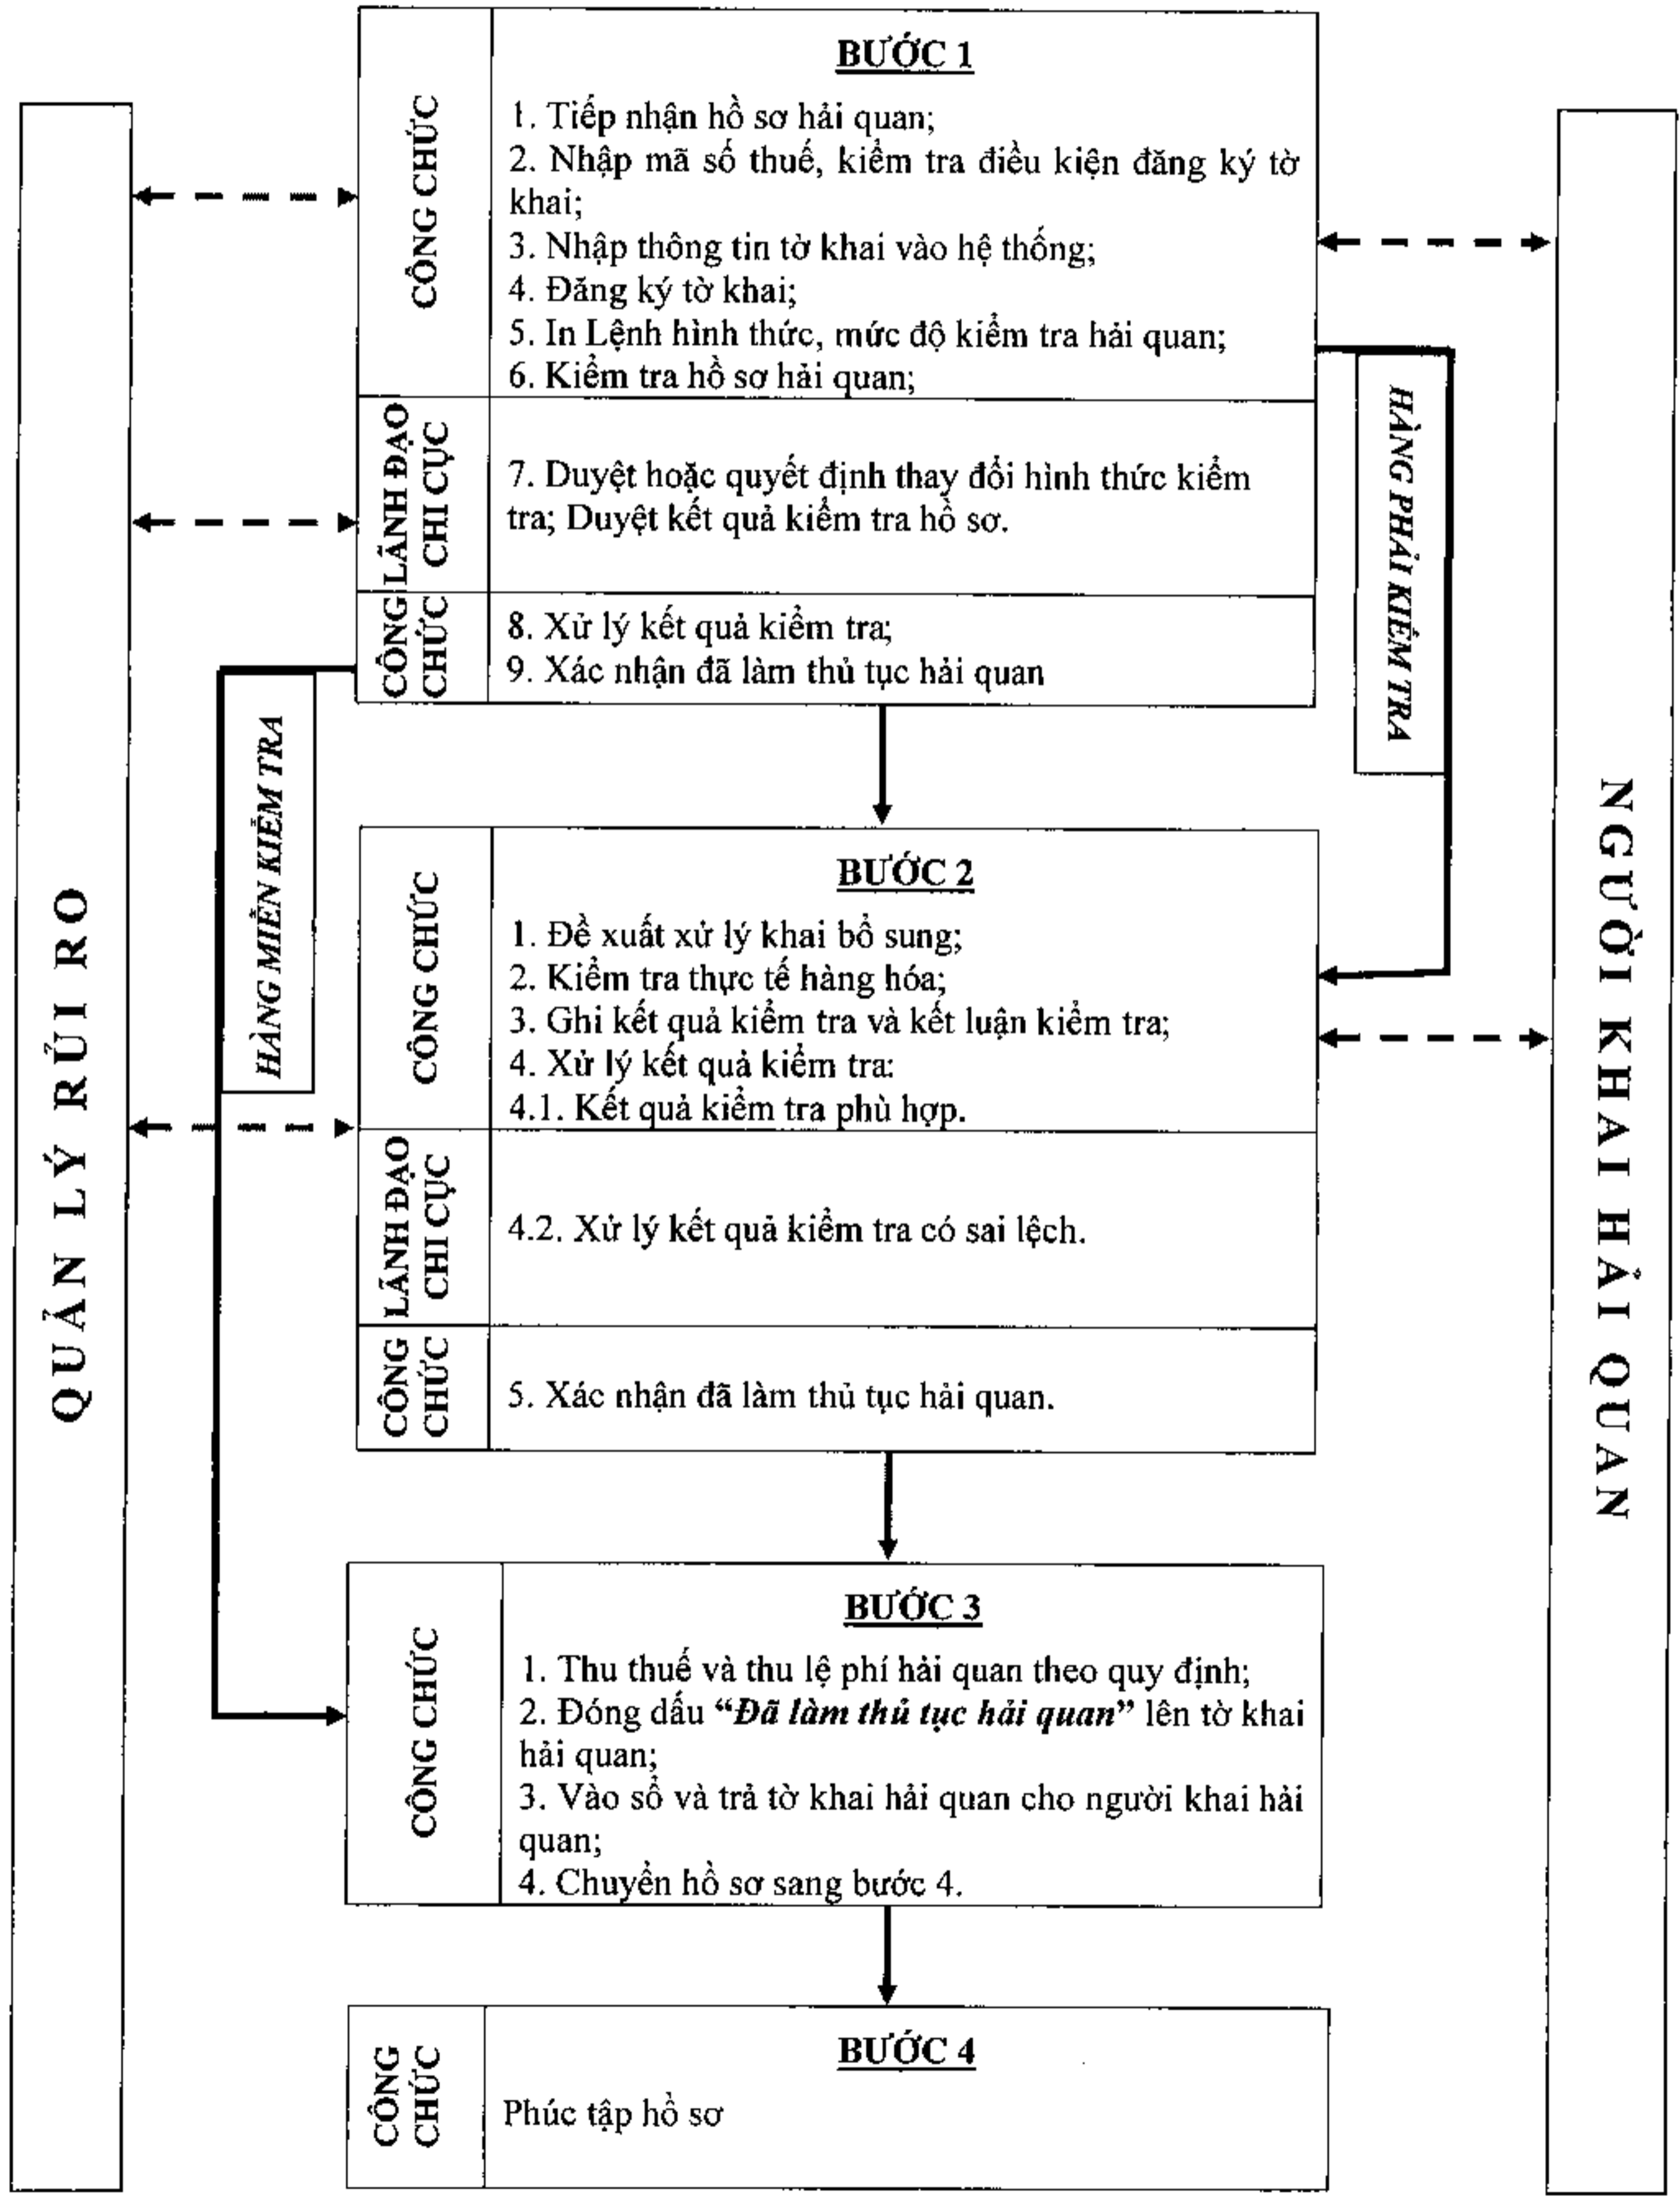 BƯỚC 1
CÔNG CHỨC
1. Tiếp nhận hồ sơ hải quan;
2. Nhập mã số thuế, kiểm tra điều kiện đăng ký tờ
khai;
3. Nhập thông tin tờ khai vào hệ thống;
4. Đăng ký tờ khai;
5. In Lệnh hình thức, mức độ kiểm tra hải quan;
6. Kiểm tra hồ sơ hải quan;
LÃNH ĐẠO
CHI CỤC
7. Duyệt hoặc quyết định thay đổi hình thức kiểm
tra; Duyệt kết quả kiểm tra hồ sơ.
CÔNG
CHỨC
8. Xử lý kết quả kiểm tra;
9. Xác nhận đã làm thủ tục hải quan
HÀNG PHẢI KIỂM TRA
HÀNG MIỄN KIỂM TRA
QUẢN LÝ RỦI RO
NGƯỜI KHAI HẢI QUAN
BƯỚC 2
CÔNG CHỨC
1. Đề xuất xử lý khai bổ sung;
2. Kiểm tra thực tế hàng hóa;
3. Ghi kết quả kiểm tra và kết luận kiểm tra;
4. Xử lý kết quả kiểm tra:
4.1. Kết quả kiểm tra phù hợp.
LÃNH ĐẠO
CHI CỤC
4.2. Xử lý kết quả kiểm tra có sai lệch.
CÔNG
CHỨC
5. Xác nhận đã làm thủ tục hải quan.
BƯỚC 3
CÔNG CHỨC
1. Thu thuế và thu lệ phí hải quan theo quy định;
2. Đóng dấu “Đã làm thủ tục hải quan” lên tờ khai
hải quan;
3. Vào sổ và trả tờ khai hải quan cho người khai hải
quan;
4. Chuyển hồ sơ sang bước 4.
BƯỚC 4
CÔNG
CHỨC
Phúc tập hồ sơ